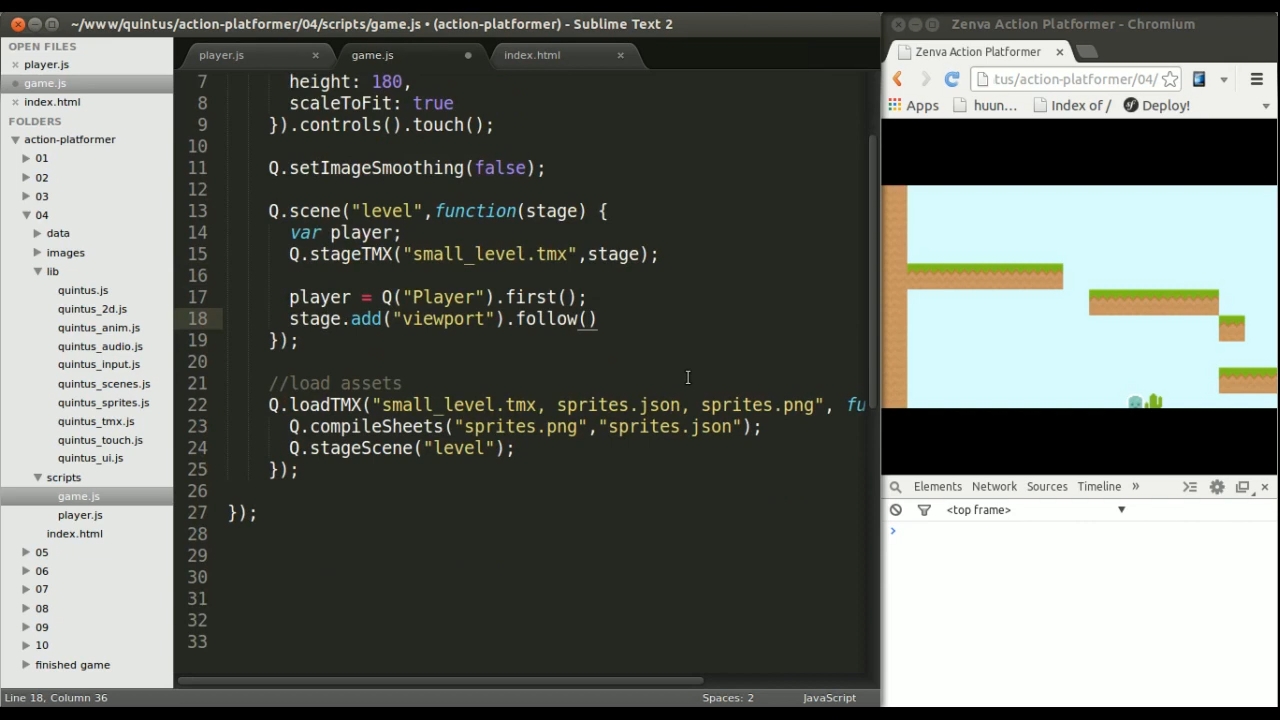 ~/www/quintus/action-platformer/04/scripts/game.js • (action-platformer) - Sublime Text 2
Zenva Action Platformer - Chromium
OPEN FILES
player.js
game.js
index.html
FOLDERS
action-platformer
01
02
03
04
data
images
lib
quintus.js
quintus_2d.js
quintus_anim.js
quintus_audio.js
quintus_input.js
quintus_scenes.js
quintus_sprites.js
quintus_tmx.js
quintus_touch.js
quintus_ui.js
scripts
game.js
player.js
index.html
05
06
07
08
09
10
finished game
player.js
game.js
index.html
7 height: 180,
8 scaleToFit: true
9 }).controls().touch();
10
11 Q.setImageSmoothing(false);
12
13 Q.scene("level",function(stage) {
14 var player;
15 Q.stageTMX("small_level.tmx",stage);
16
17 player = Q("Player").first();
18 stage.add("viewport").follow()
19 });
20
21 //load assets
22 Q.loadTMX("small_level.tmx, sprites.json, sprites.png", fu
23 Q.compileSheets("sprites.png","sprites.json");
24 Q.stageScene("level");
25 });
26
27 });
28
29
30
31
32
33
Line 18, Column 36
Spaces: 2
JavaScript
Zenva Action Platformer
tus/action-platformer/04/
Apps
huun...
Index of /
Deploy!
Elements
Network
Sources
Timeline
»
<top frame>